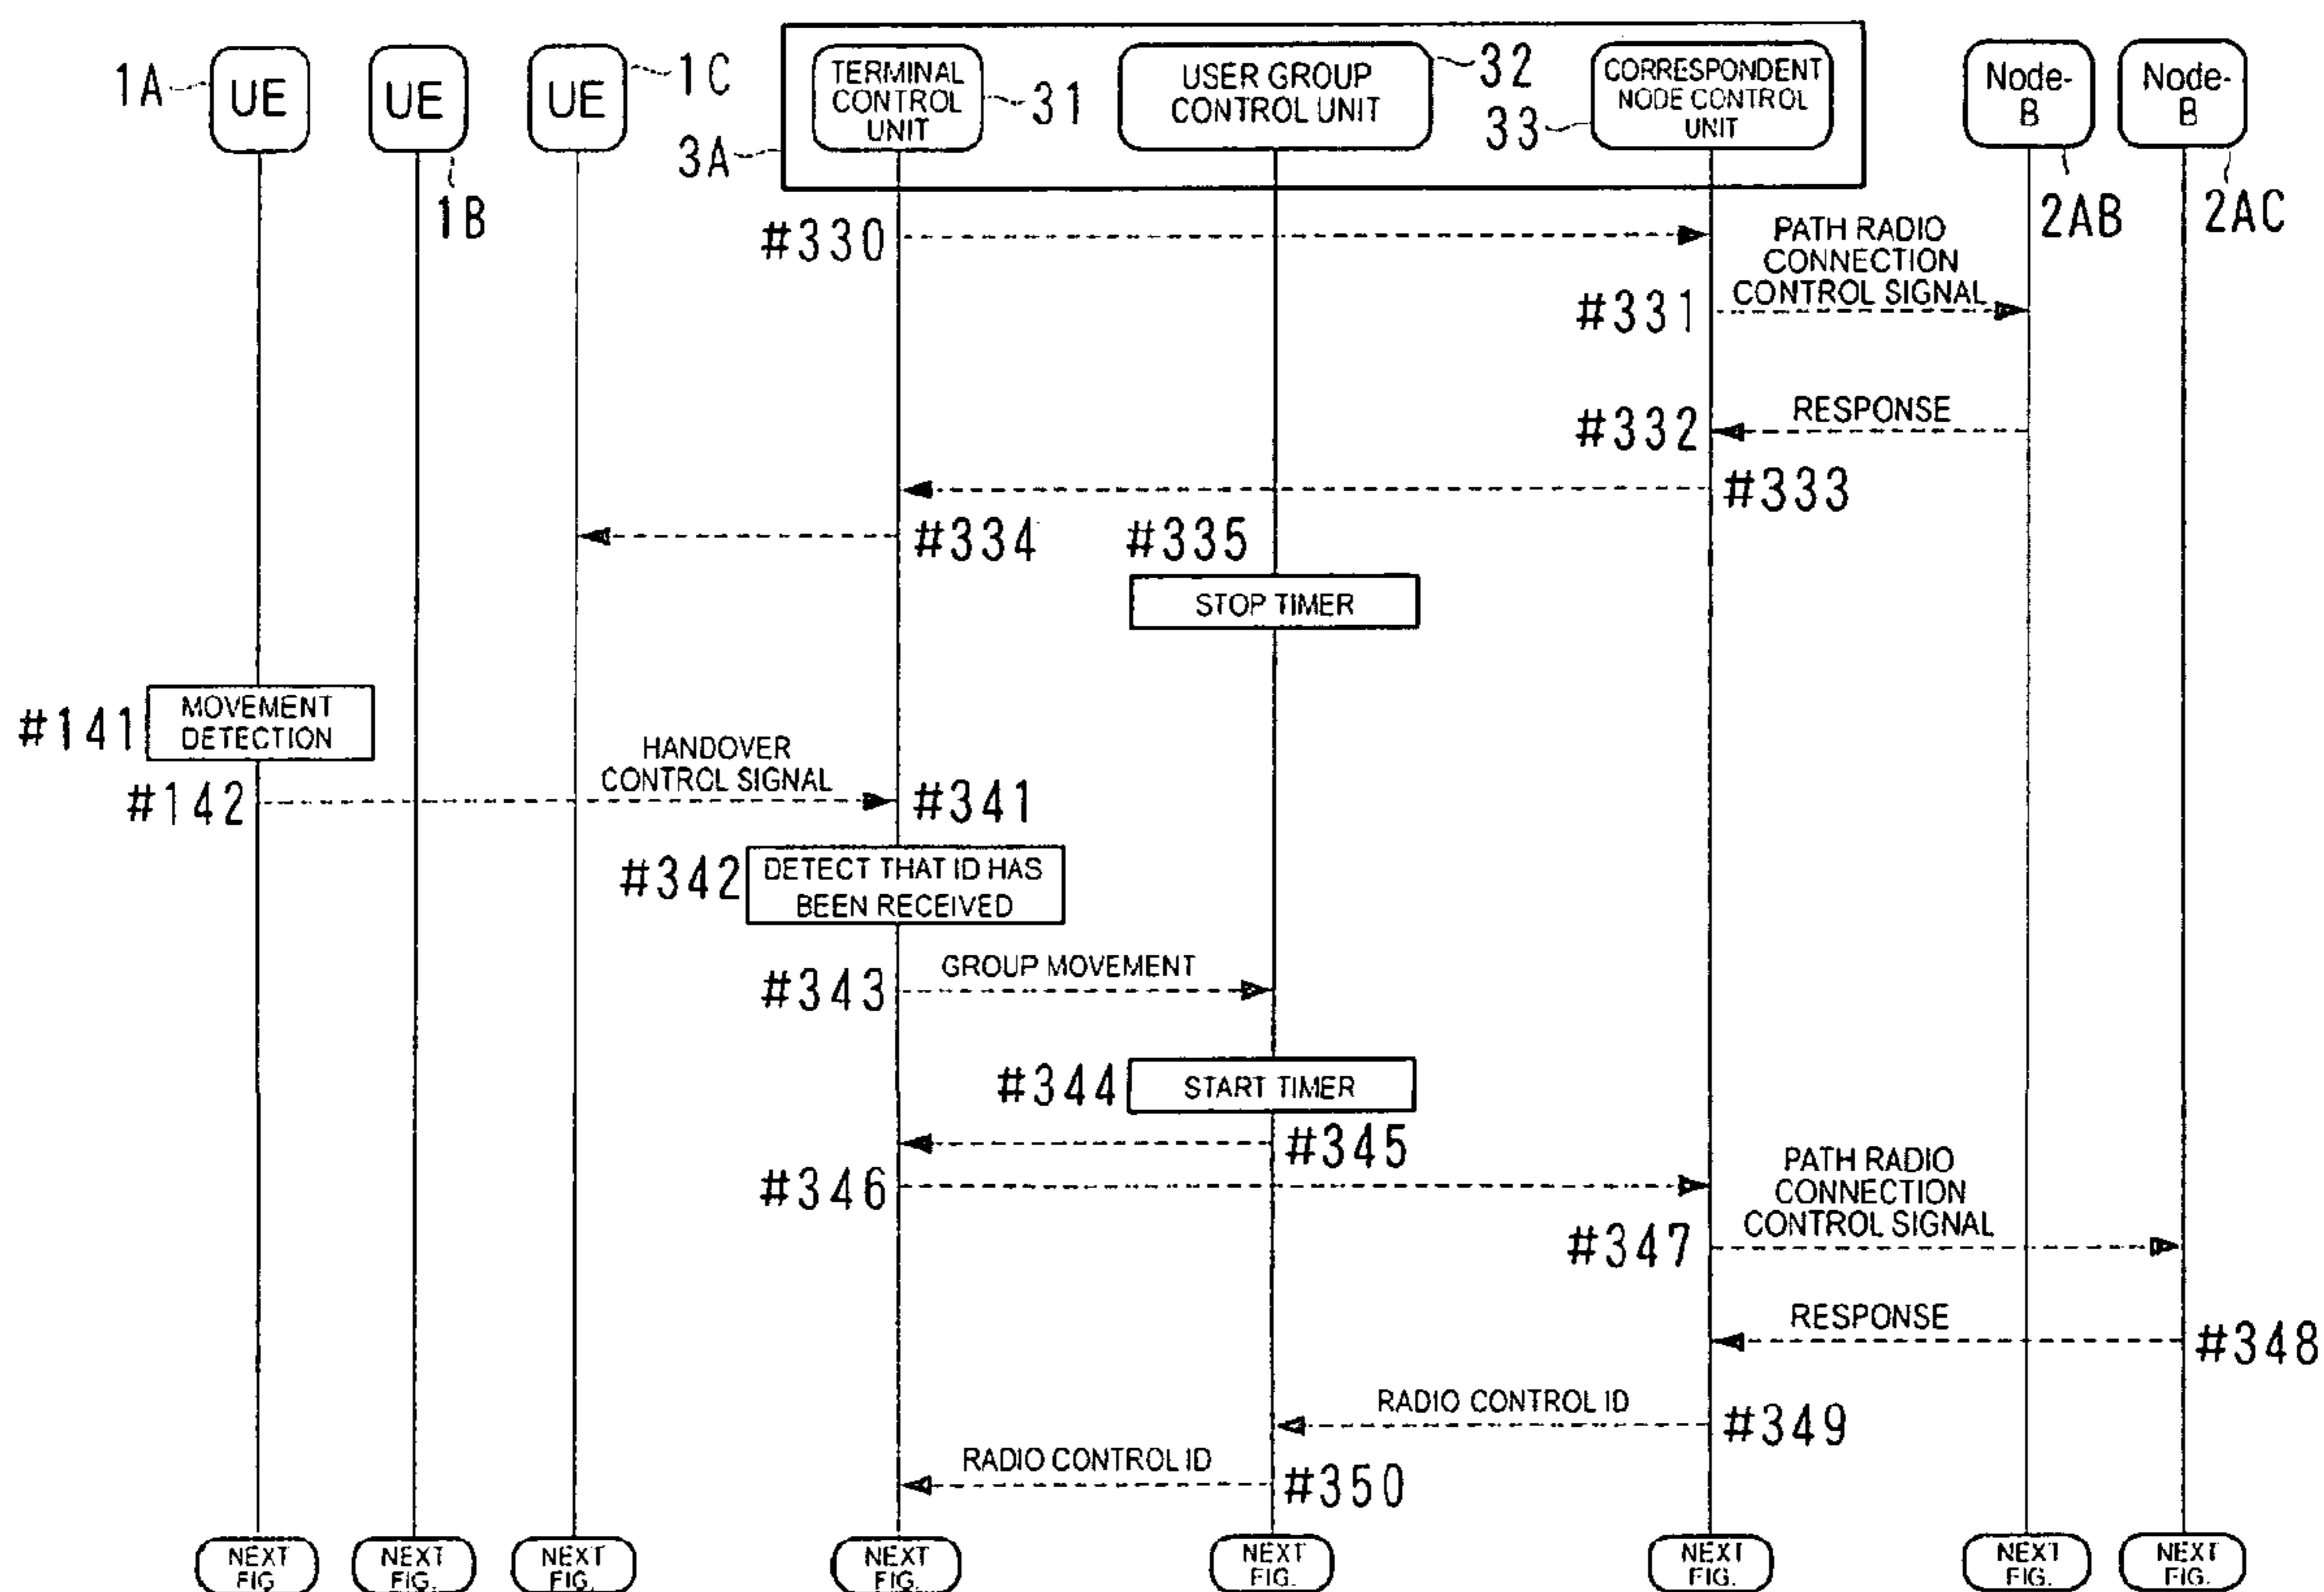 1A
UE
UE
1B
UE
1C
3A
TERMINAL
CONTROL
UNIT
31
USER GROUP
CONTROL UNIT
32
33
CORRESPONDENT
NODE CONTROL
UNIT
Node-
B
2AB
Node-
B
2AC
#330
PATH RADIO
CONNECTION
CONTROL SIGNAL
#331
RESPONSE
#332
#333
#334
#335
STOP TIMER
#141
MOVEMENT
DETECTION
HANDOVER
CONTROL SIGNAL
#142
#341
#342
DETECT THAT ID HAS
BEEN RECEIVED
GROUP MOVEMENT
#343
#344
START TIMER
#345
#346
PATH RADIO
CONNECTION
CONTROL SIGNAL
#347
RESPONSE
#348
RADIO CONTROL ID
#349
RADIO CONTROL ID
#350
NEXT
FIG
NEXT
FIG.
NEXT
FIG.
NEXT
FIG.
NEXT
FIG.
NEXT
FIG.
NEXT
FIG.
NEXT
FIG.